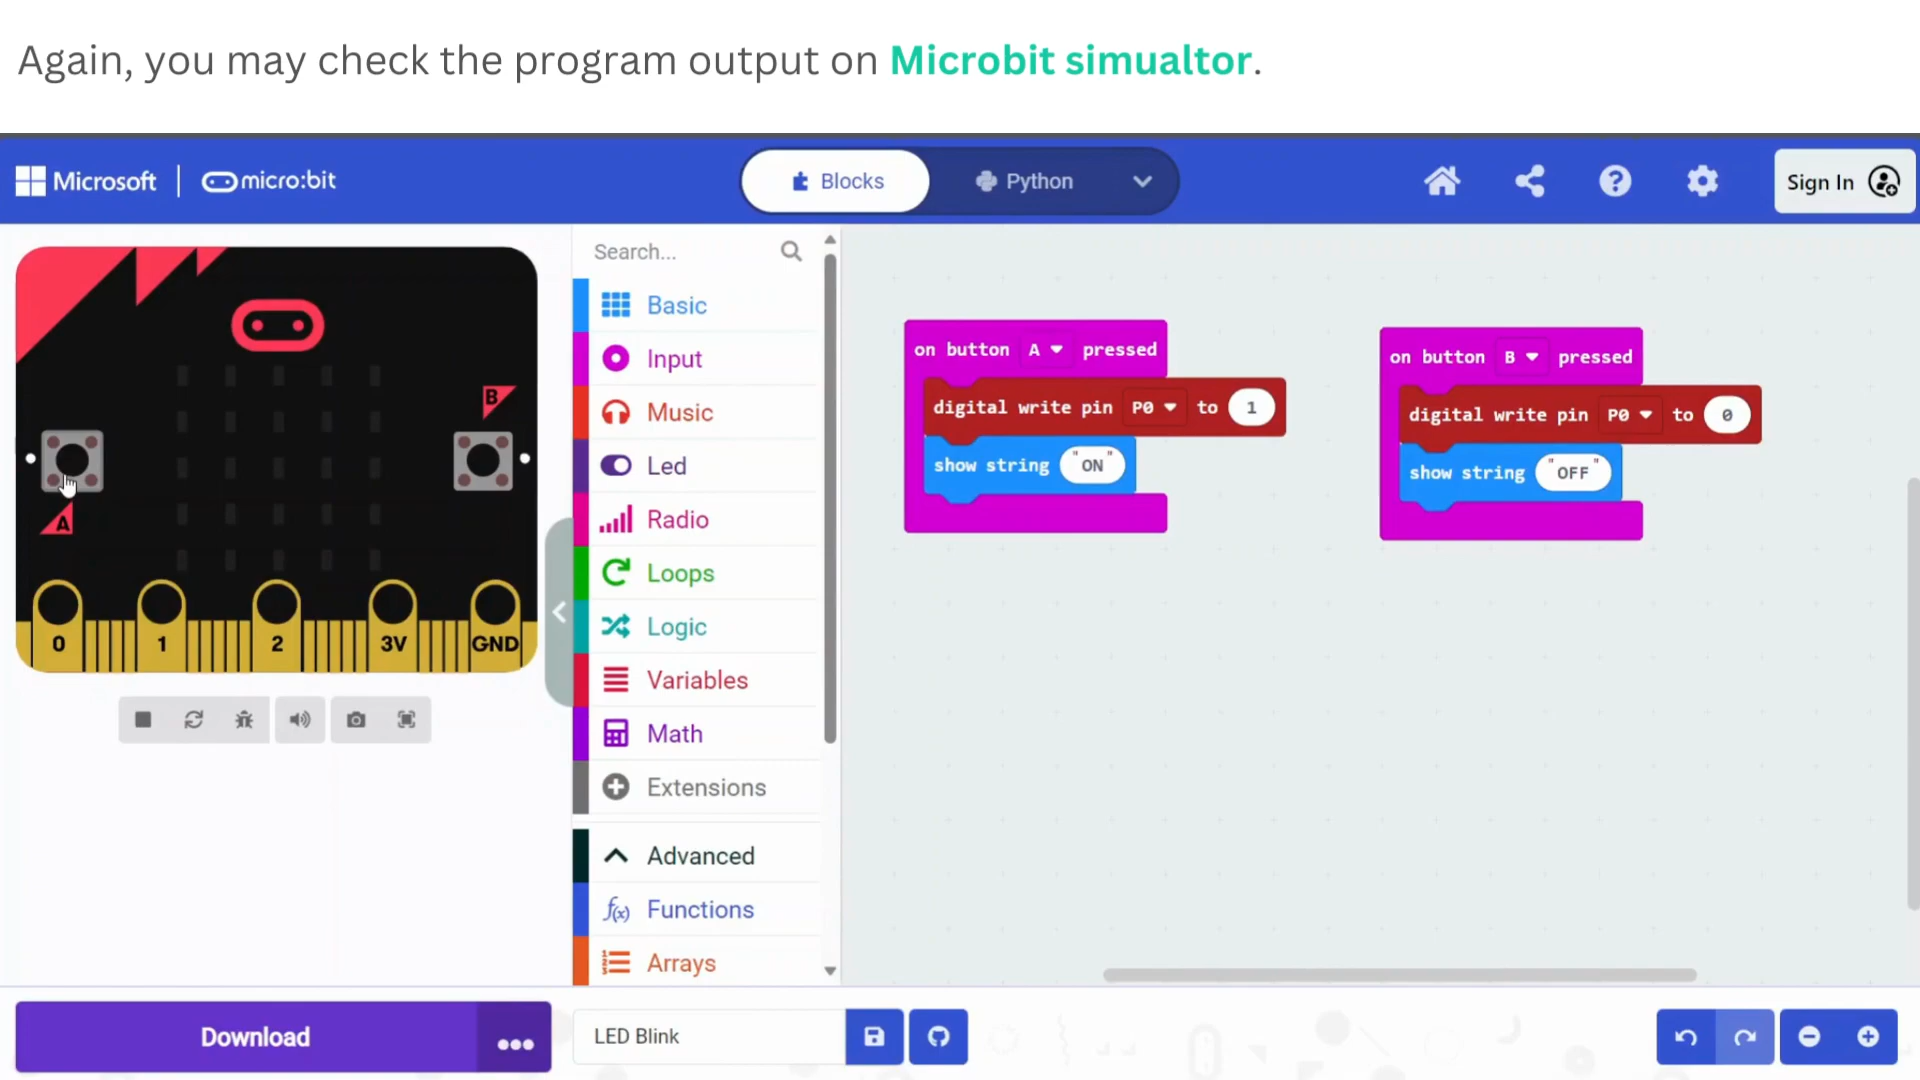 Again, you may check the program output on Microbit simualtor.
Microsoft | micro:bit
Blocks
Python
Sign In
B
A
0 1 2 3V GND
Search...
Basic
Input
Music
Led
Radio
Loops
Logic
Variables
Math
Extensions
Advanced
f(x) Functions
Arrays
on button A pressed
digital write pin P0 to 1
show string "ON"
on button B pressed
digital write pin P0 to 0
show string "OFF"
Download ...
LED Blink